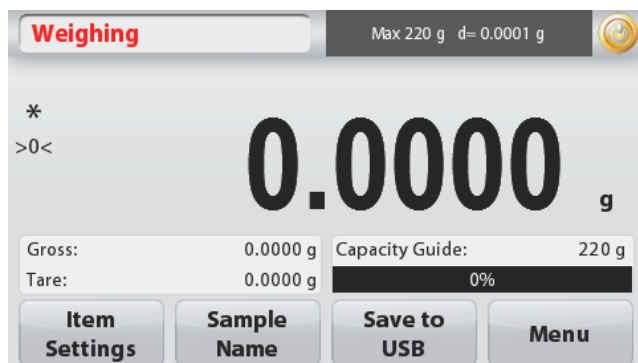 Weighing
Max 220 g d= 0.0001 g
*
>0<
0.0000 g
Gross: 0.0000 g
Tare: 0.0000 g
Capacity Guide: 220 g
0%
Item
Settings
Sample
Name
Save to
USB
Menu